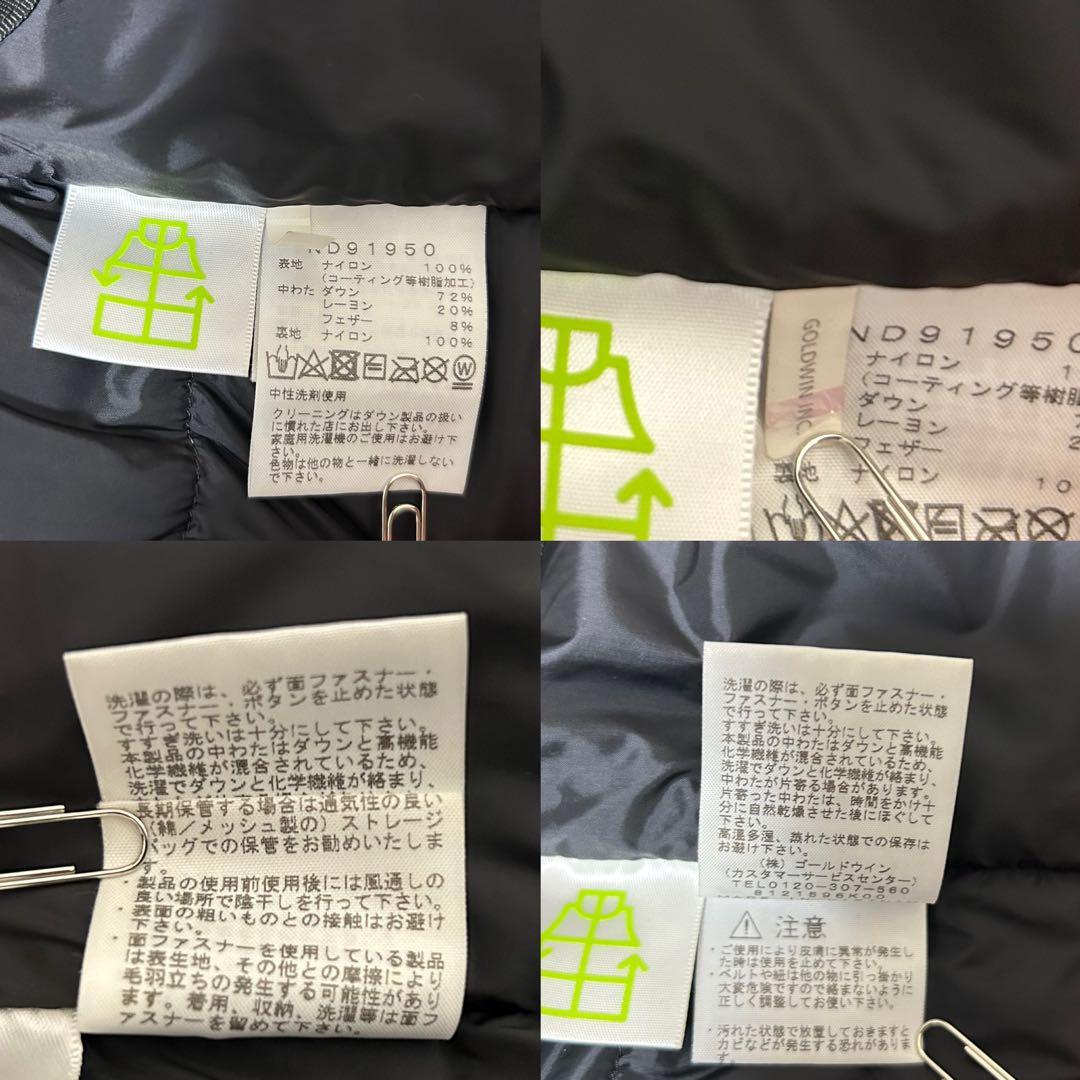 ND91950
表地 ナイロン 100%
(コーティング等樹脂加工)
中わた ダウン 72%
レーヨン 20%
フェザー 8%
裏地 ナイロン 100%
中性洗剤使用
クリーニングはダウン製品の扱い
に慣れた店にお出し下さい。
家庭用洗濯機のご使用はお避け下
さい。
色物は他の物と一緒に洗濯しない
で下さい。
GOLDWIN INC.
ND91950
ナイロン 1
(コーティング等樹脂
ダウン
レーヨン
フェザー
ナイロン 10
洗濯の際は、必ず面ファスナー・
ファスナー・ボタンを止めた状態
で行って下さい。
すすぎ洗いは十分にして下さい。
本製品の中わたはダウンと高機能
化学繊維が混合されているため、
洗濯でダウンと化学繊維が絡まり、
長期保管する場合は通気性の良い
(綿/メッシュ製の)ストレージ
バッグでの保管をお勧めいたしま
す。
・製品の使用前使用後には風通しの
良い場所で陰干しを行って下さい。
・表面の粗いものとの接触はお避け
下さい。
・面ファスナーを使用している製品
は表生地、その他との摩擦により
毛羽立ちの発生する可能性があり
ます。着用、収納、洗濯等は面フ
ァスナーを留めて下さい。
洗濯の際は、必ず面ファスナー・
ファスナー・ボタンを止めた状態
で行って下さい。
すすぎ洗いは十分にして下さい。
本製品の中わたはダウンと高機能
化学繊維が混合されているため、
洗濯でダウンと化学繊維が絡まり、
中わたが片寄る場合があります。
片寄った中わたは、時間をかけ十
分に自然乾燥させた後にほぐして
下さい。
高温多湿、蒸れた状態での保存は
お避け下さい。
(株)ゴールドウイン
(カスタマーサービスセンター)
TEL0120-307-560
B121596K00
注意
・ご使用により皮膚に異常が発生し
た時は使用を止めて下さい。
・ベルトや紐は他の物に引っ掛かり
大変危険ですので絡まないように
正しく調整してお使い下さい。
・汚れた状態で放置しておきますと
カビなどが発生する恐れがありま
す。